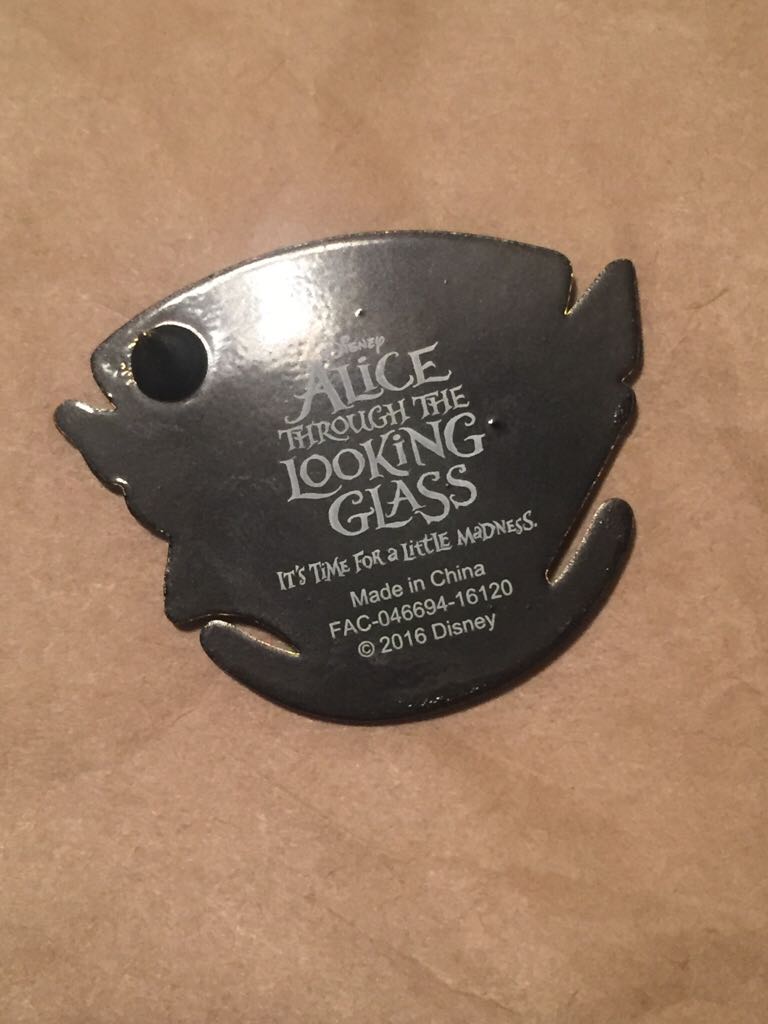 DISNEY
ALICE
THROUGH THE
LOOKING
GLASS
IT'S TIME FOR a LITTLE MaDNESS.
Made in China
FAC-046694-16120
© 2016 Disney